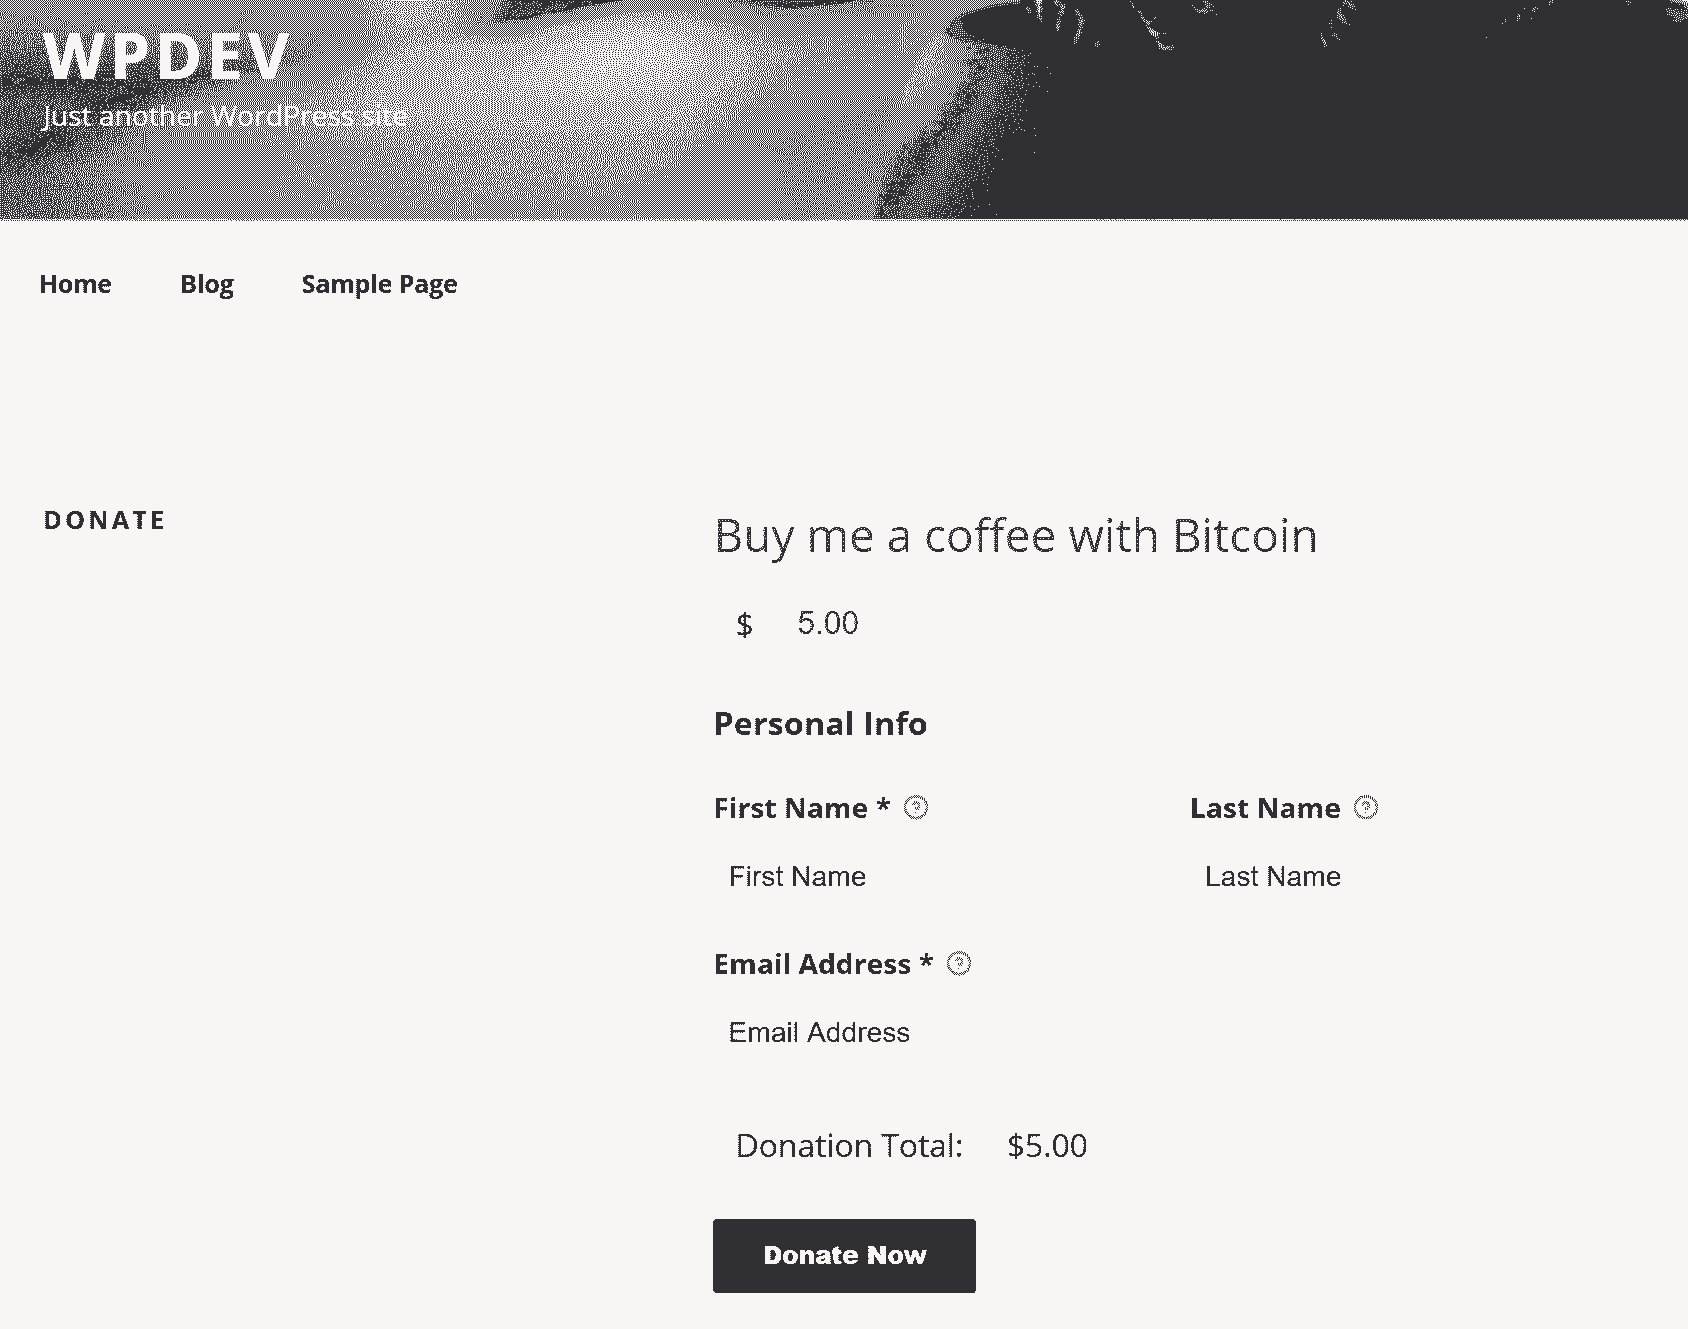 WPDEV
Just another WordPress site
Home Blog Sample Page
DONATE
Buy me a coffee with Bitcoin
$ 5.00
Personal Info
First Name * ? Last Name ?
First Name Last Name
Email Address * ?
Email Address
Donation Total: $5.00
Donate Now